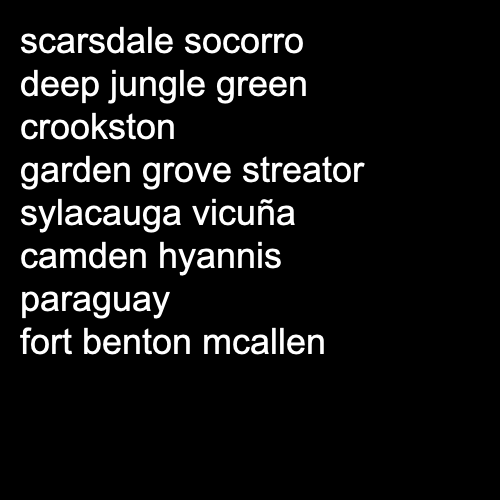 scarsdale socorro
deep jungle green
crookston
garden grove streator
sylacauga vicuña
camden hyannis
paraguay
fort benton mcallen